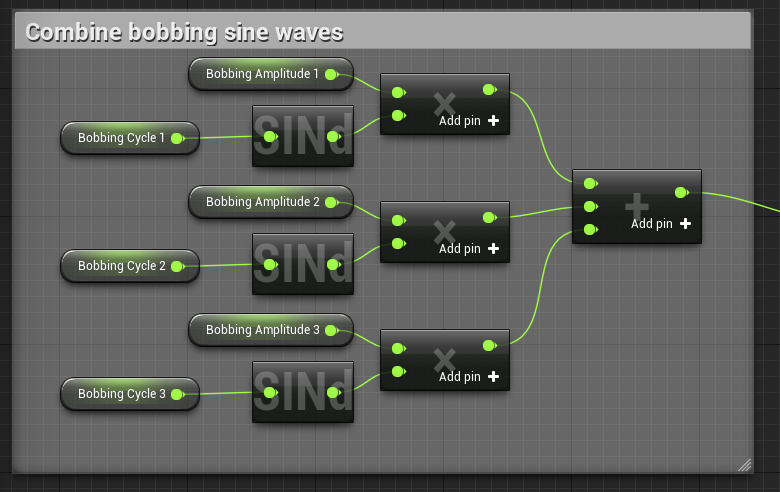 Combine bobbing sine waves
Bobbing Amplitude 1
×
Add pin +
Bobbing Cycle 1
SINd
Bobbing Amplitude 2
×
Add pin +
Bobbing Cycle 2
SINd
+
Add pin +
Bobbing Amplitude 3
×
Add pin +
Bobbing Cycle 3
SINd